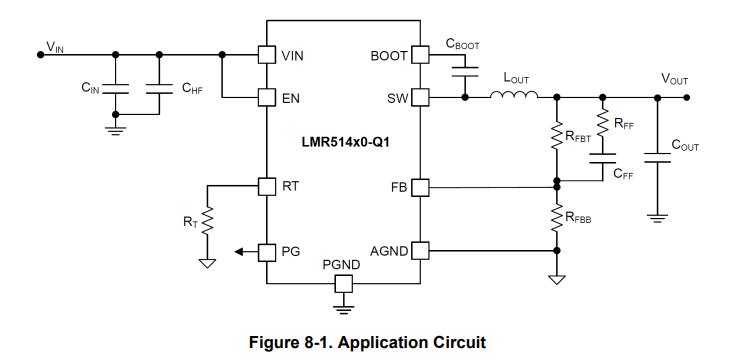 VIN
CIN
CHF
VIN
EN
RT
PG
RT
LMR514x0-Q1
BOOT
SW
FB
AGND
PGND
CBOOT
LOUT
VOUT
RFBT
RFF
CFF
COUT
RFBB
Figure 8-1. Application Circuit